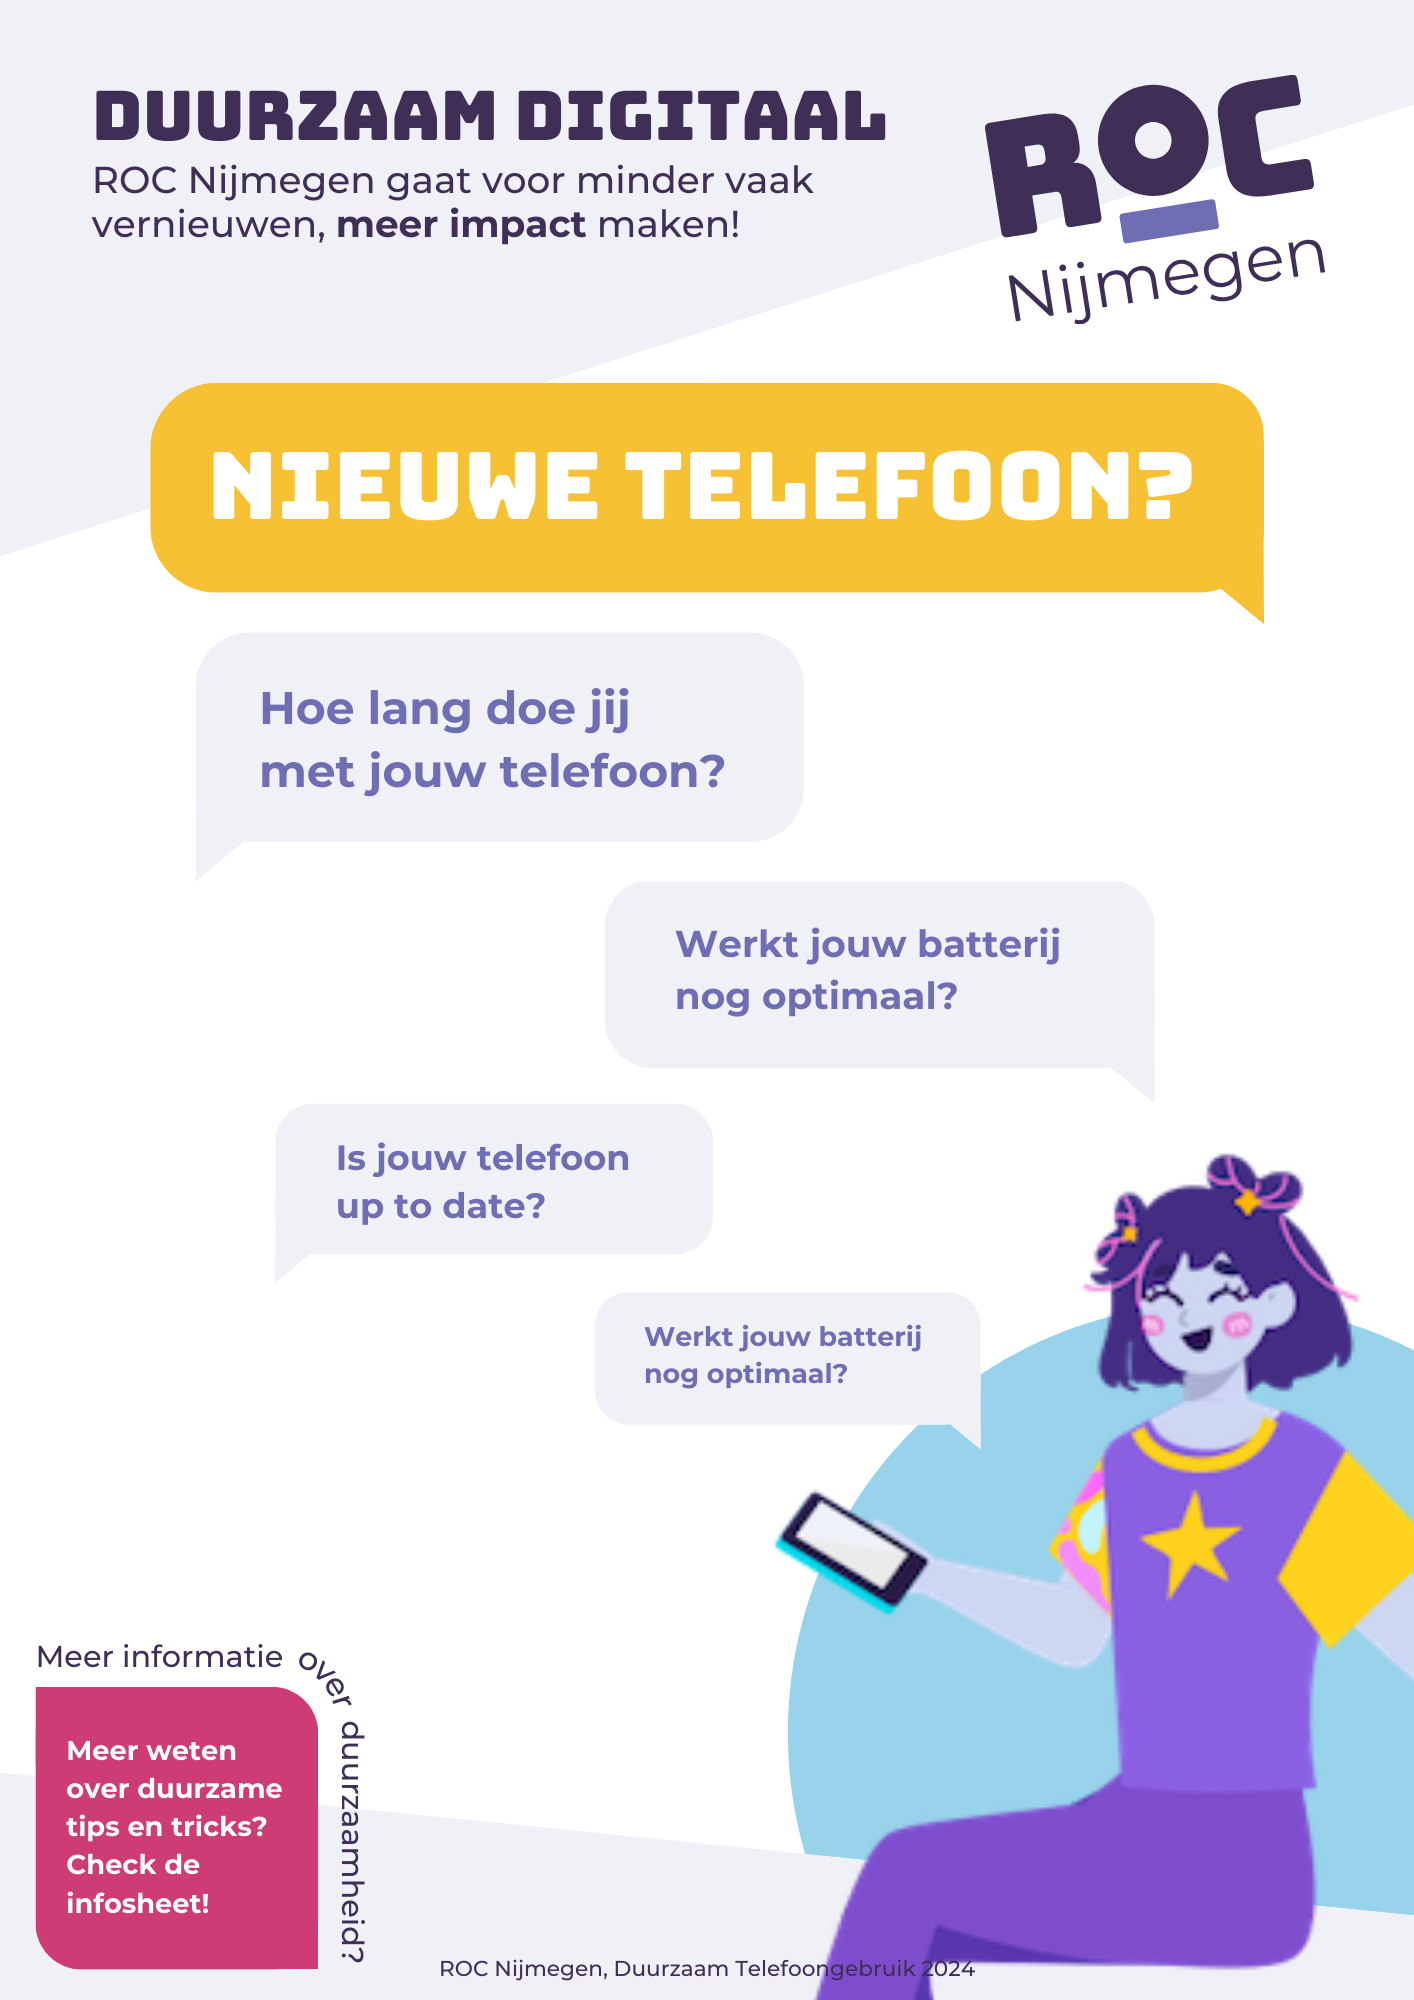 DUURZAAM DIGITAAL
ROC Nijmegen gaat voor minder vaak
vernieuwen, meer impact maken!
ROC
Nijmegen
NIEUWE TELEFOON?
Hoe lang doe jij
met jouw telefoon?
Werkt jouw batterij
nog optimaal?
Is jouw telefoon
up to date?
Werkt jouw batterij
nog optimaal?
Meer informatie over duurzaamheid?
Meer weten
over duurzame
tips en tricks?
Check de
infosheet!
ROC Nijmegen, Duurzaam Telefoongebruik 2024